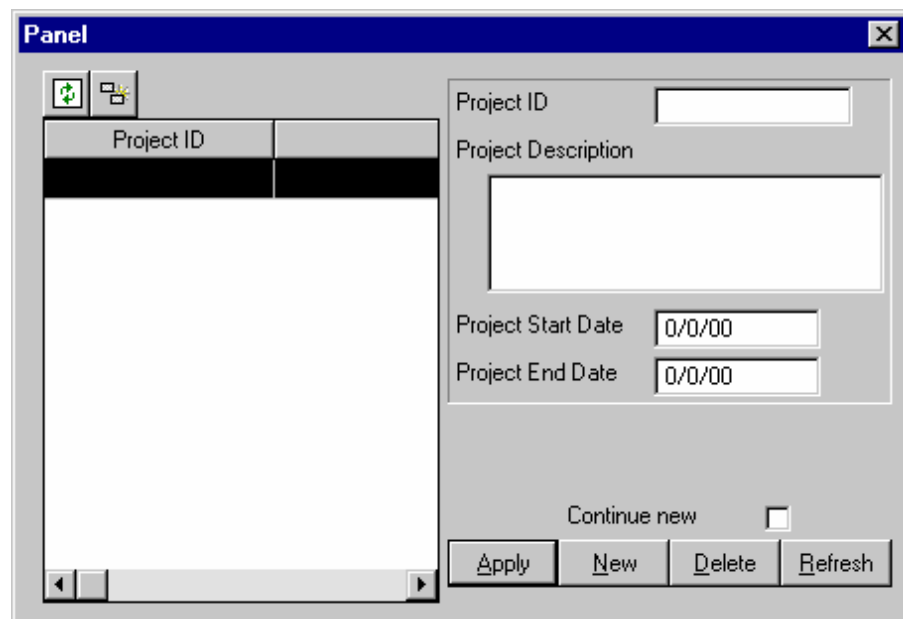 Panel
Project ID
Project ID
Project Description
Project Start Date 0/0/00
Project End Date 0/0/00
Continue new
Apply New Delete Refresh